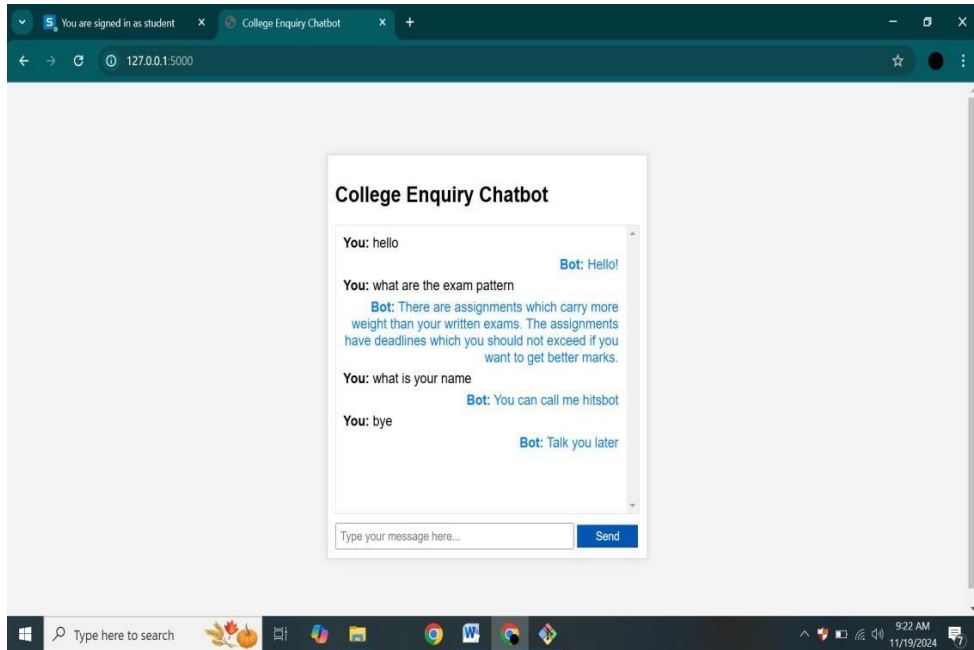 You are signed in as student
College Enquiry Chatbot
127.0.0.1:5000
College Enquiry Chatbot
You: hello
Bot: Hello!
You: what are the exam pattern
Bot: There are assignments which carry more
weight than your written exams. The assignments
have deadlines which you should not exceed if you
want to get better marks.
You: what is your name
Bot: You can call me hitsbot
You: bye
Bot: Talk you later
Type your message here...
Send
Type here to search
9:22 AM
11/19/2024